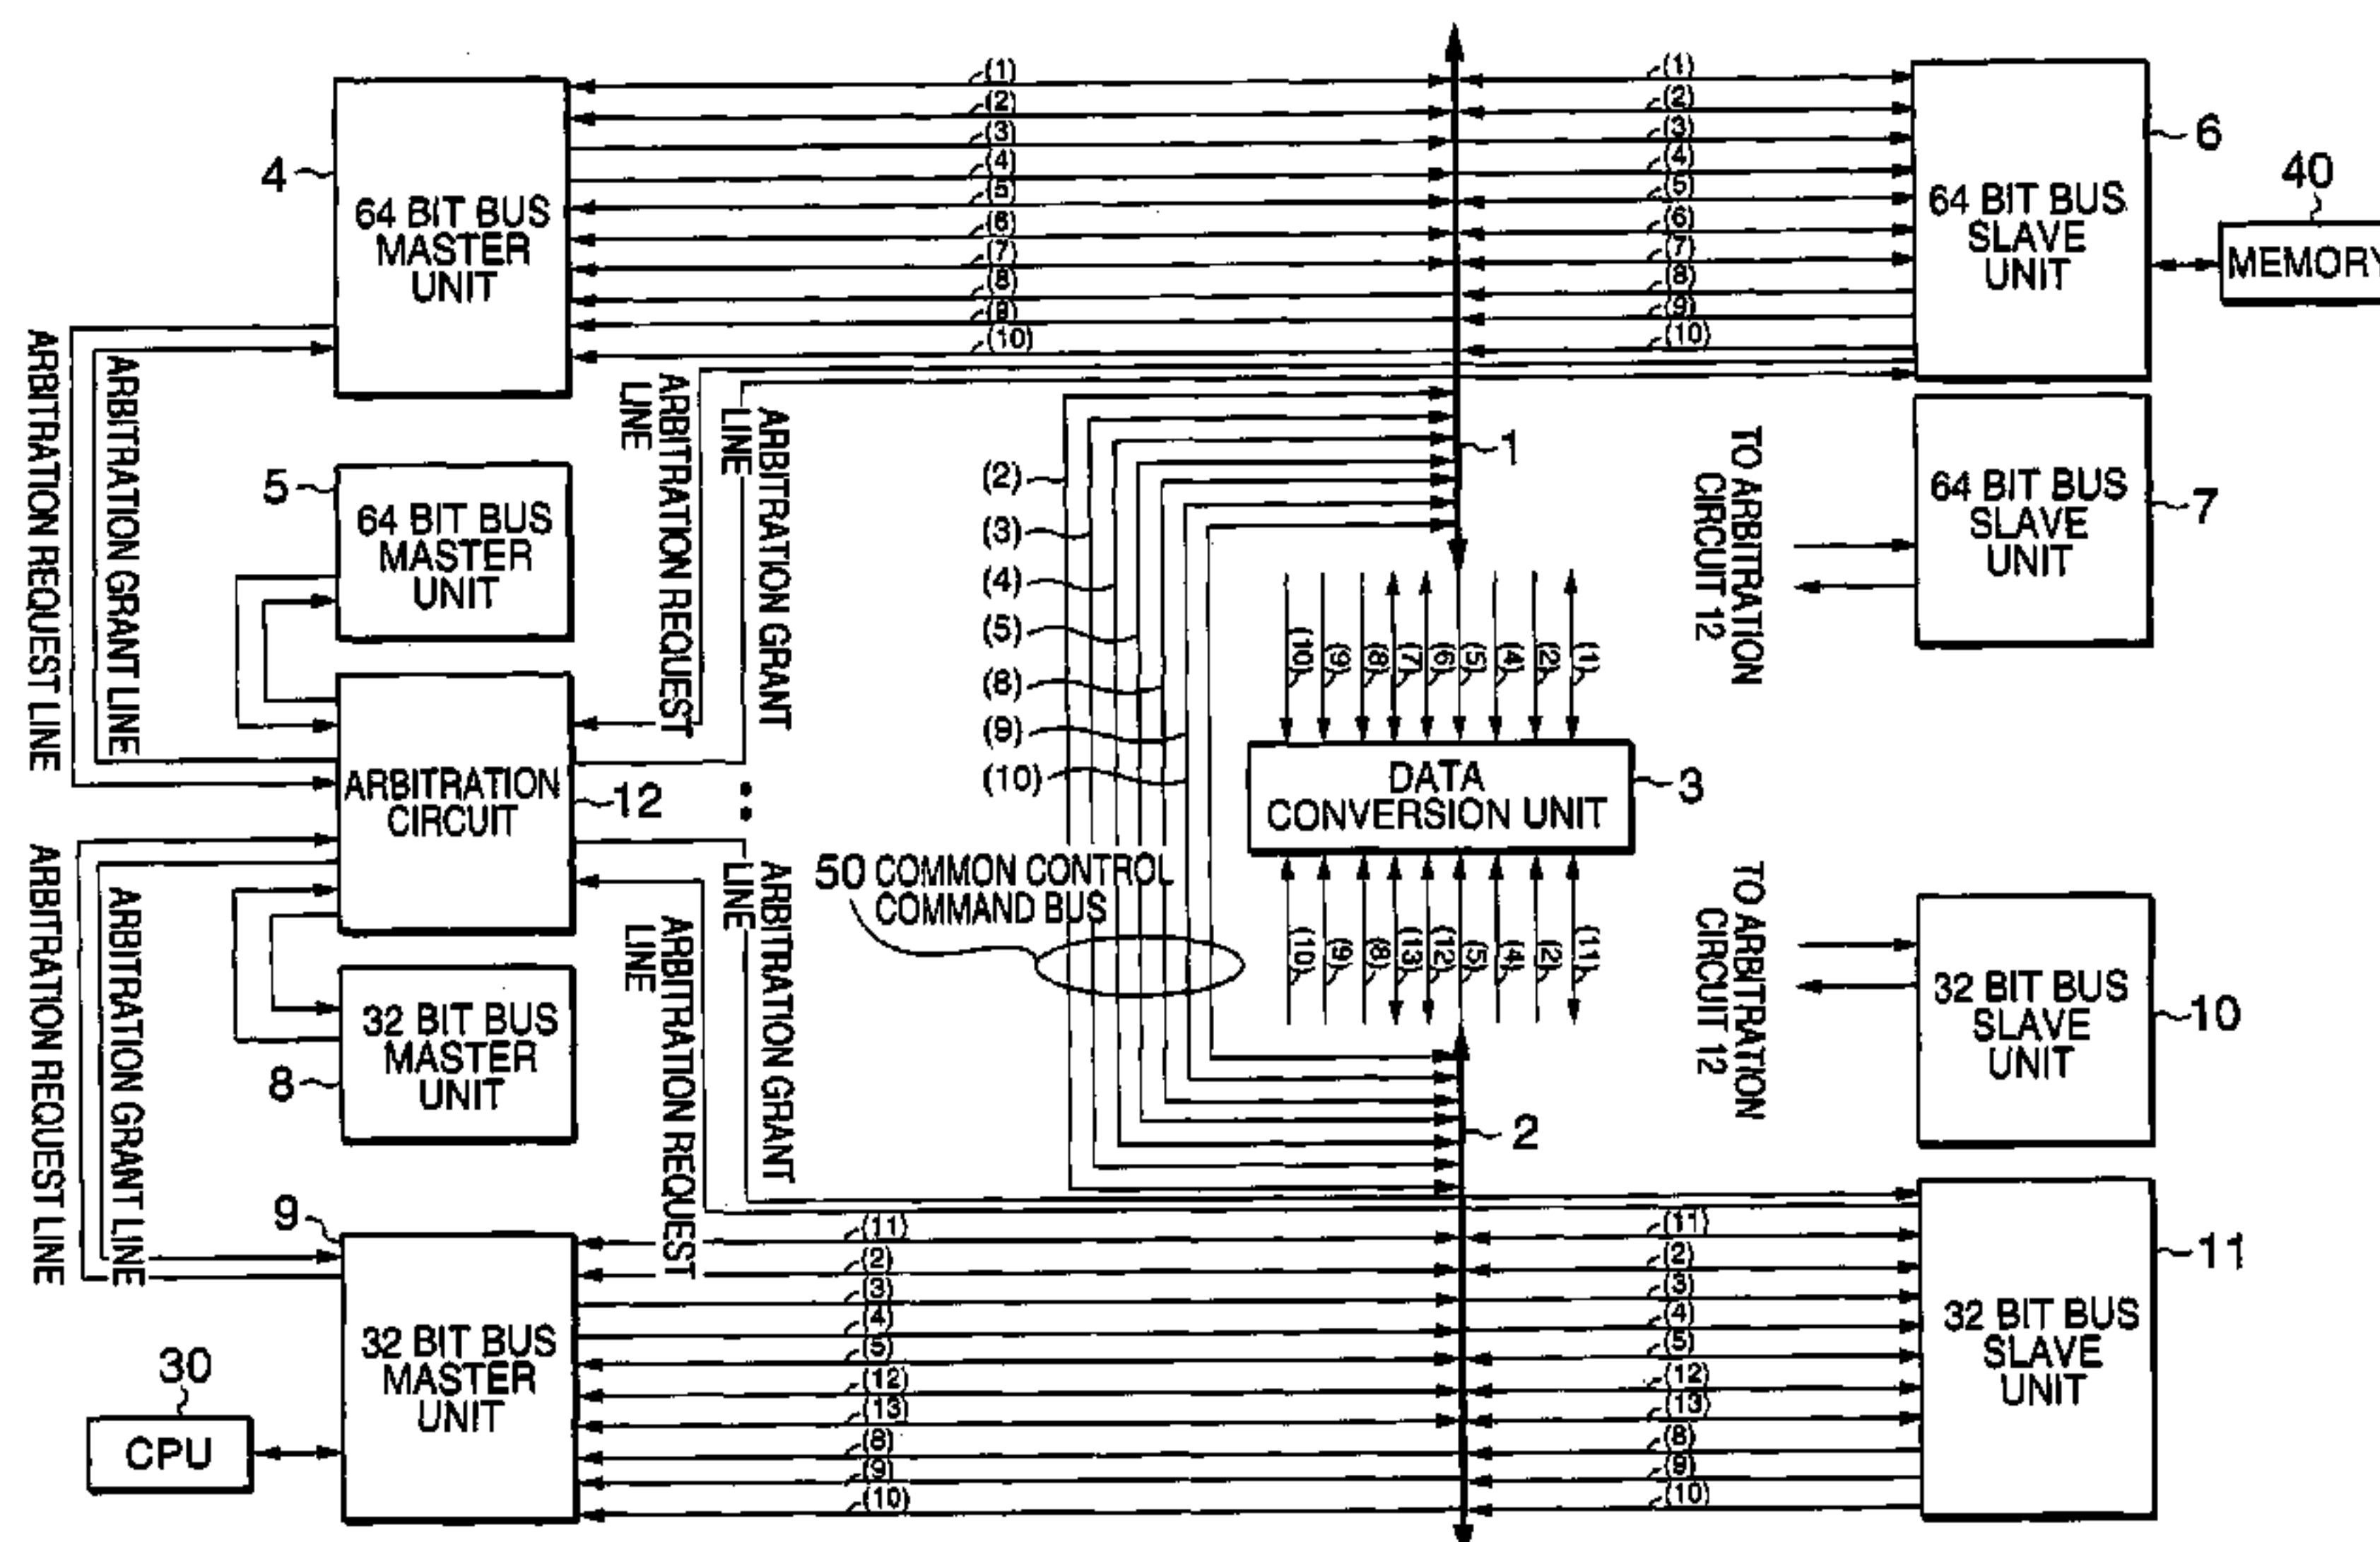 (1)
(2)
(3)
(4)
(5)
(6)
(7)
(8)
(9)
(10)
(1)
(2)
(3)
(4)
(5)
(6)
(7)
(8)
(9)
(10)
4
64 BIT BUS
MASTER
UNIT
6
64 BIT BUS
SLAVE
UNIT
40
MEMORY
ARBITRATION REQUEST LINE
ARBITRATION GRANT LINE
ARBITRATION REQUEST
LINE
ARBITRATION GRANT
LINE
1
5
64 BIT BUS
MASTER
UNIT
(2)
(3)
(4)
(5)
(8)
(9)
(10)
TO ARBITRATION
CIRCUIT 12
64 BIT BUS
SLAVE
UNIT
7
(10)
(9)
(8)
(7)
(6)
(5)
(4)
(2)
(1)
ARBITRATION
CIRCUIT
12
DATA
CONVERSION UNIT
3
50 COMMON CONTROL
COMMAND BUS
(10)
(9)
(8)
(13)
(12)
(5)
(4)
(2)
(11)
ARBITRATION REQUEST LINE
ARBITRATION GRANT LINE
ARBITRATION REQUEST
LINE
ARBITRATION GRANT
LINE
TO ARBITRATION
CIRCUIT 12
32 BIT BUS
SLAVE
UNIT
10
32 BIT BUS
MASTER
UNIT
8
2
9
32 BIT BUS
MASTER
UNIT
30
CPU
(11)
(2)
(3)
(4)
(5)
(12)
(13)
(8)
(9)
(10)
(11)
(2)
(3)
(4)
(5)
(12)
(13)
(8)
(9)
(10)
32 BIT BUS
SLAVE
UNIT
11